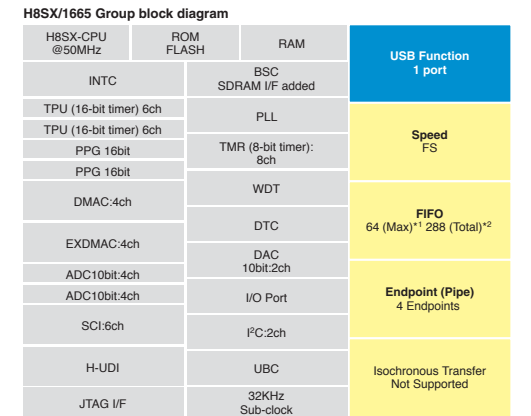 H8SX/1665 Group block diagram
H8SX-CPU
@50MHz
ROM
FLASH
RAM
INTC
BSC
SDRAM I/F added
TPU (16-bit timer) 6ch
TPU (16-bit timer) 6ch
PLL
PPG 16bit
PPG 16bit
TMR (8-bit timer):
8ch
DMAC:4ch
WDT
EXDMAC:4ch
DTC
DAC
10bit:2ch
ADC10bit:4ch
ADC10bit:4ch
I/O Port
SCI:6ch
I²C:2ch
H-UDI
UBC
JTAG I/F
32KHz
Sub-clock
USB Function
1 port
Speed
FS
FIFO
64 (Max)*1 288 (Total)*2
Endpoint (Pipe)
4 Endpoints
Isochronous Transfer
Not Supported